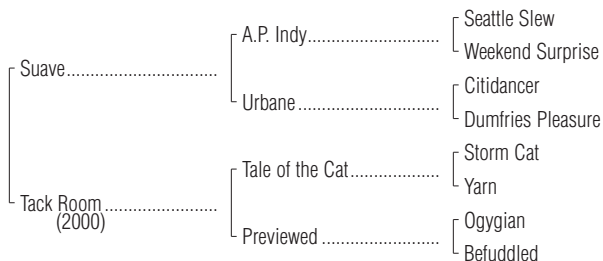 Seattle Slew
A.P. Indy..................................
Weekend Surprise
Suave.......................................
Citidancer
Urbane....................................
Dumfries Pleasure
Storm Cat
Tale of the Cat......................
Yarn
Tack Room.............................
(2000)
Ogygian
Previewed..............................
Befuddled